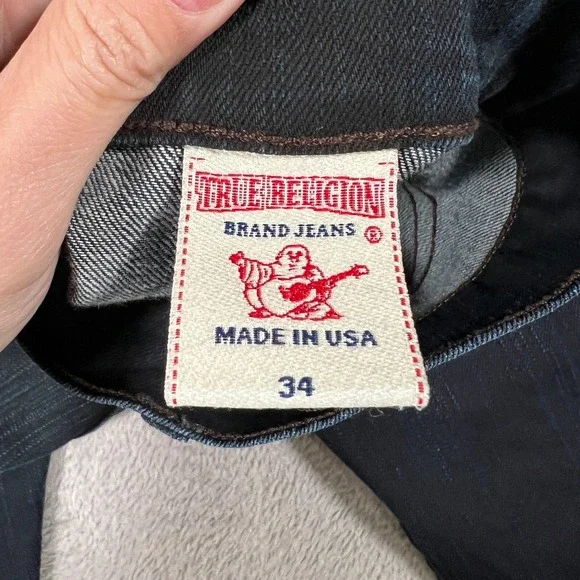 TRUE RELIGION
BRAND JEANS ®
MADE IN USA
34